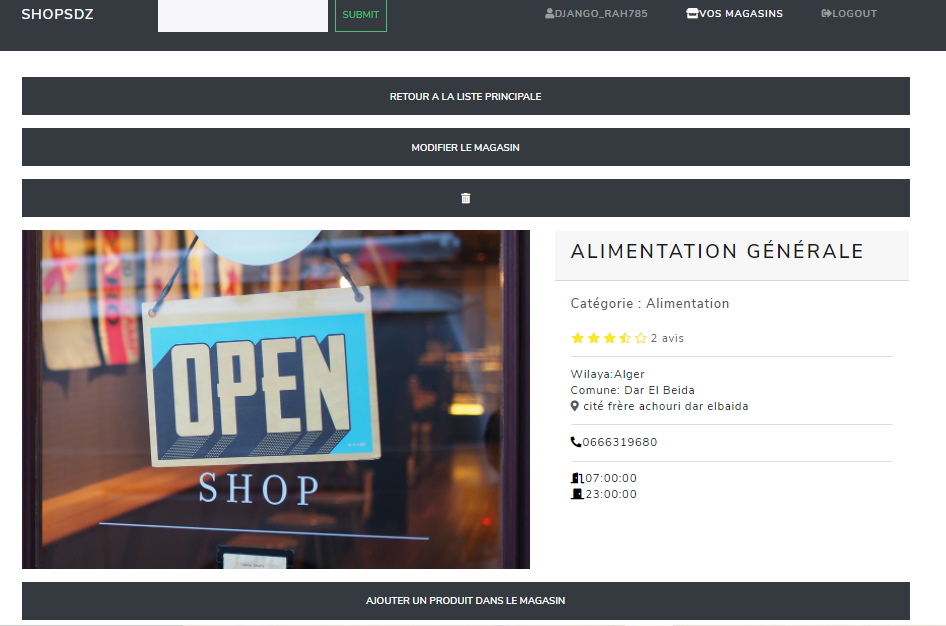 SHOPSDZ
SUBMIT
DJANGO_RAH785
VOS MAGASINS
LOGOUT
RETOUR A LA LISTE PRINCIPALE
MODIFIER LE MAGASIN
OPEN
SHOP
ALIMENTATION GÉNÉRALE
Catégorie : Alimentation
2 avis
Wilaya:Alger
Comune: Dar El Beida
cité frère achouri dar elbaida
0666319680
07:00:00
23:00:00
AJOUTER UN PRODUIT DANS LE MAGASIN